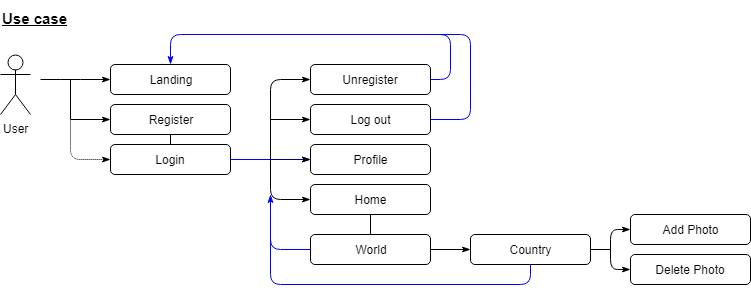 Use case
User
Landing
Register
Login
Unregister
Log out
Profile
Home
World
Country
Add Photo
Delete Photo